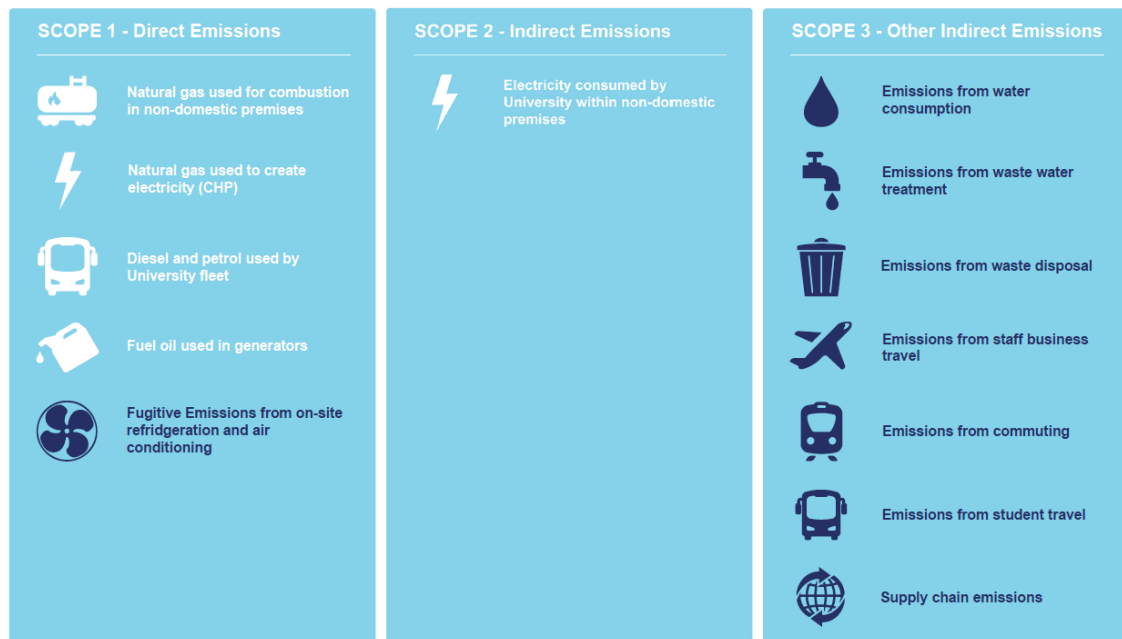 SCOPE 1 - Direct Emissions
Natural gas used for combustion
in non-domestic premises
Natural gas used to create
electricity (CHP)
Diesel and petrol used by
University fleet
Fuel oil used in generators
Fugitive Emissions from on-site
refridgeration and air
conditioning
SCOPE 2 - Indirect Emissions
Electricity consumed by
University within non-domestic
premises
SCOPE 3 - Other Indirect Emissions
Emissions from water
consumption
Emissions from waste water
treatment
Emissions from waste disposal
Emissions from staff business
travel
Emissions from commuting
Emissions from student travel
Supply chain emissions